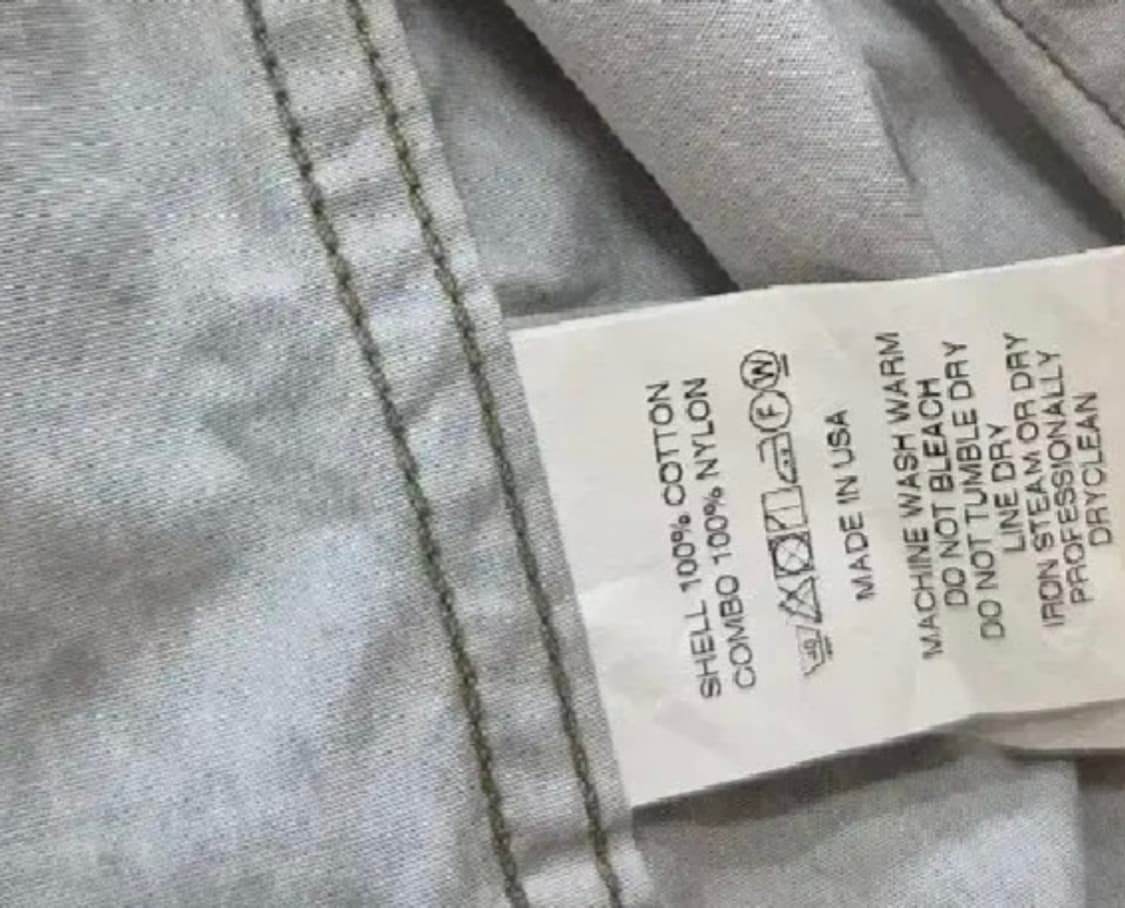 SHELL 100% COTTON
COMBO 100% NYLON
40 F W
MADE IN USA
MACHINE WASH WARM
DO NOT BLEACH
DO NOT TUMBLE DRY
LINE DRY
IRON STEAM OR DRY
PROFESSIONALLY
DRYCLEAN